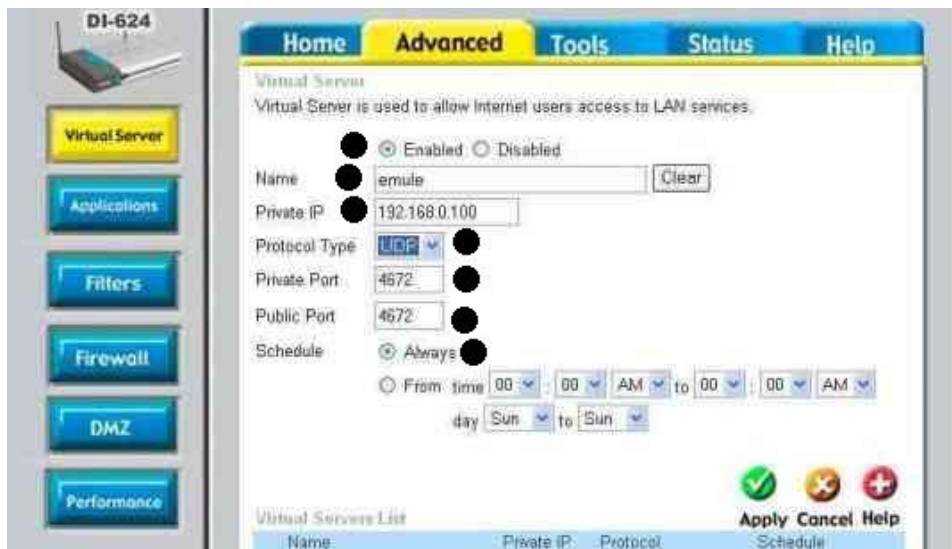 DI-624
Home Advanced Tools Status Help
Virtual Server
Virtual Server is used to allow Internet users access to LAN services.
Virtual Server
Enabled Disabled
Name emule Clear
Applications
Private IP 192.168.0.100
Protocol Type UDP
Filters
Private Port 4672
Public Port 4672
Firewall
Schedule Always
From time 00 : 00 AM to 00 : 00 AM
day Sun to Sun
DMZ
Performance
Apply Cancel Help
Virtual Servers List
Name Private IP Protocol Schedule